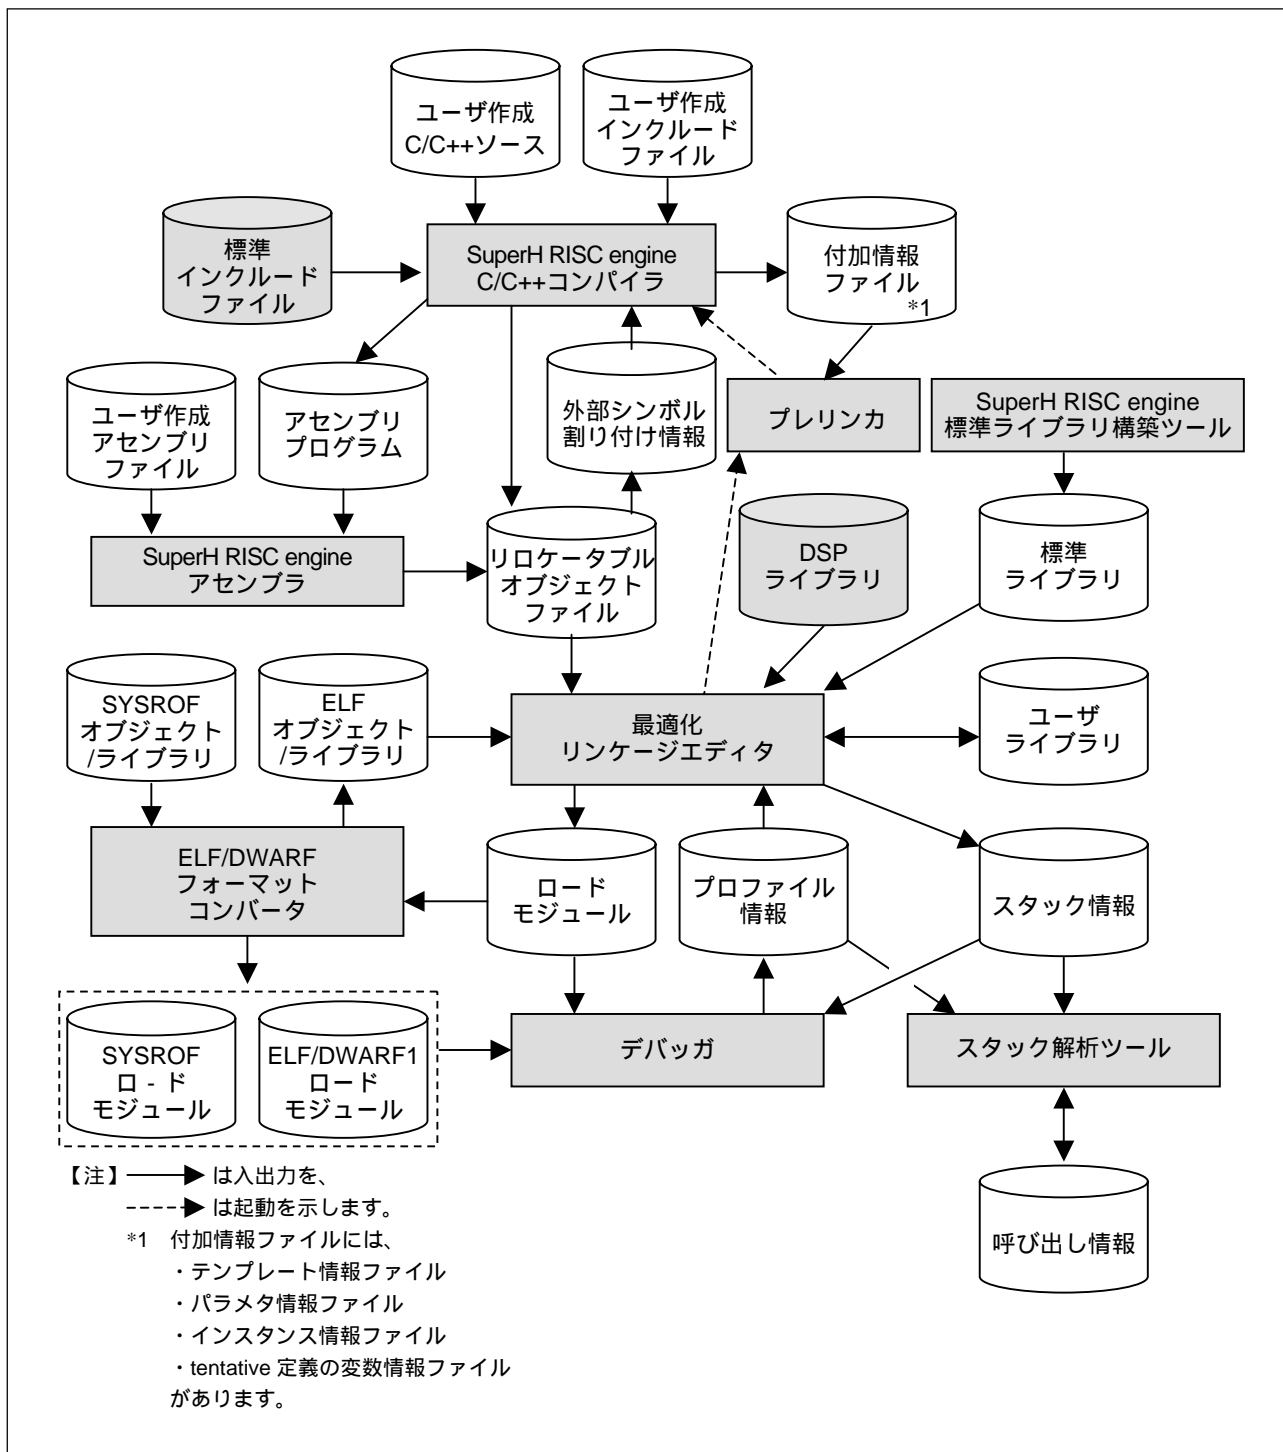 ユーザ作成
C/C++ソース
ユーザ作成
インクルード
ファイル
標準
インクルード
ファイル
SuperH RISC engine
C/C++コンパイラ
付加情報
ファイル
*1
ユーザ作成
アセンブリ
ファイル
アセンブリ
プログラム
外部シンボル
割り付け情報
プレリンカ
SuperH RISC engine
標準ライブラリ構築ツール
SuperH RISC engine
アセンブラ
リロケータブル
オブジェクト
ファイル
DSP
ライブラリ
標準
ライブラリ
SYSROF
オブジェクト
/ライブラリ
ELF
オブジェクト
/ライブラリ
最適化
リンケージエディタ
ユーザ
ライブラリ
ELF/DWARF
フォーマット
コンバータ
ロード
モジュール
プロファイル
情報
スタック情報
SYSROF
ロ - ド
モジュール
ELF/DWARF1
ロード
モジュール
デバッガ
スタック解析ツール
呼び出し情報
【注】 は入出力を、
は起動を示します。
*1 付加情報ファイルには、
・テンプレート情報ファイル
・パラメタ情報ファイル
・インスタンス情報ファイル
・tentative 定義の変数情報ファイル
があります。